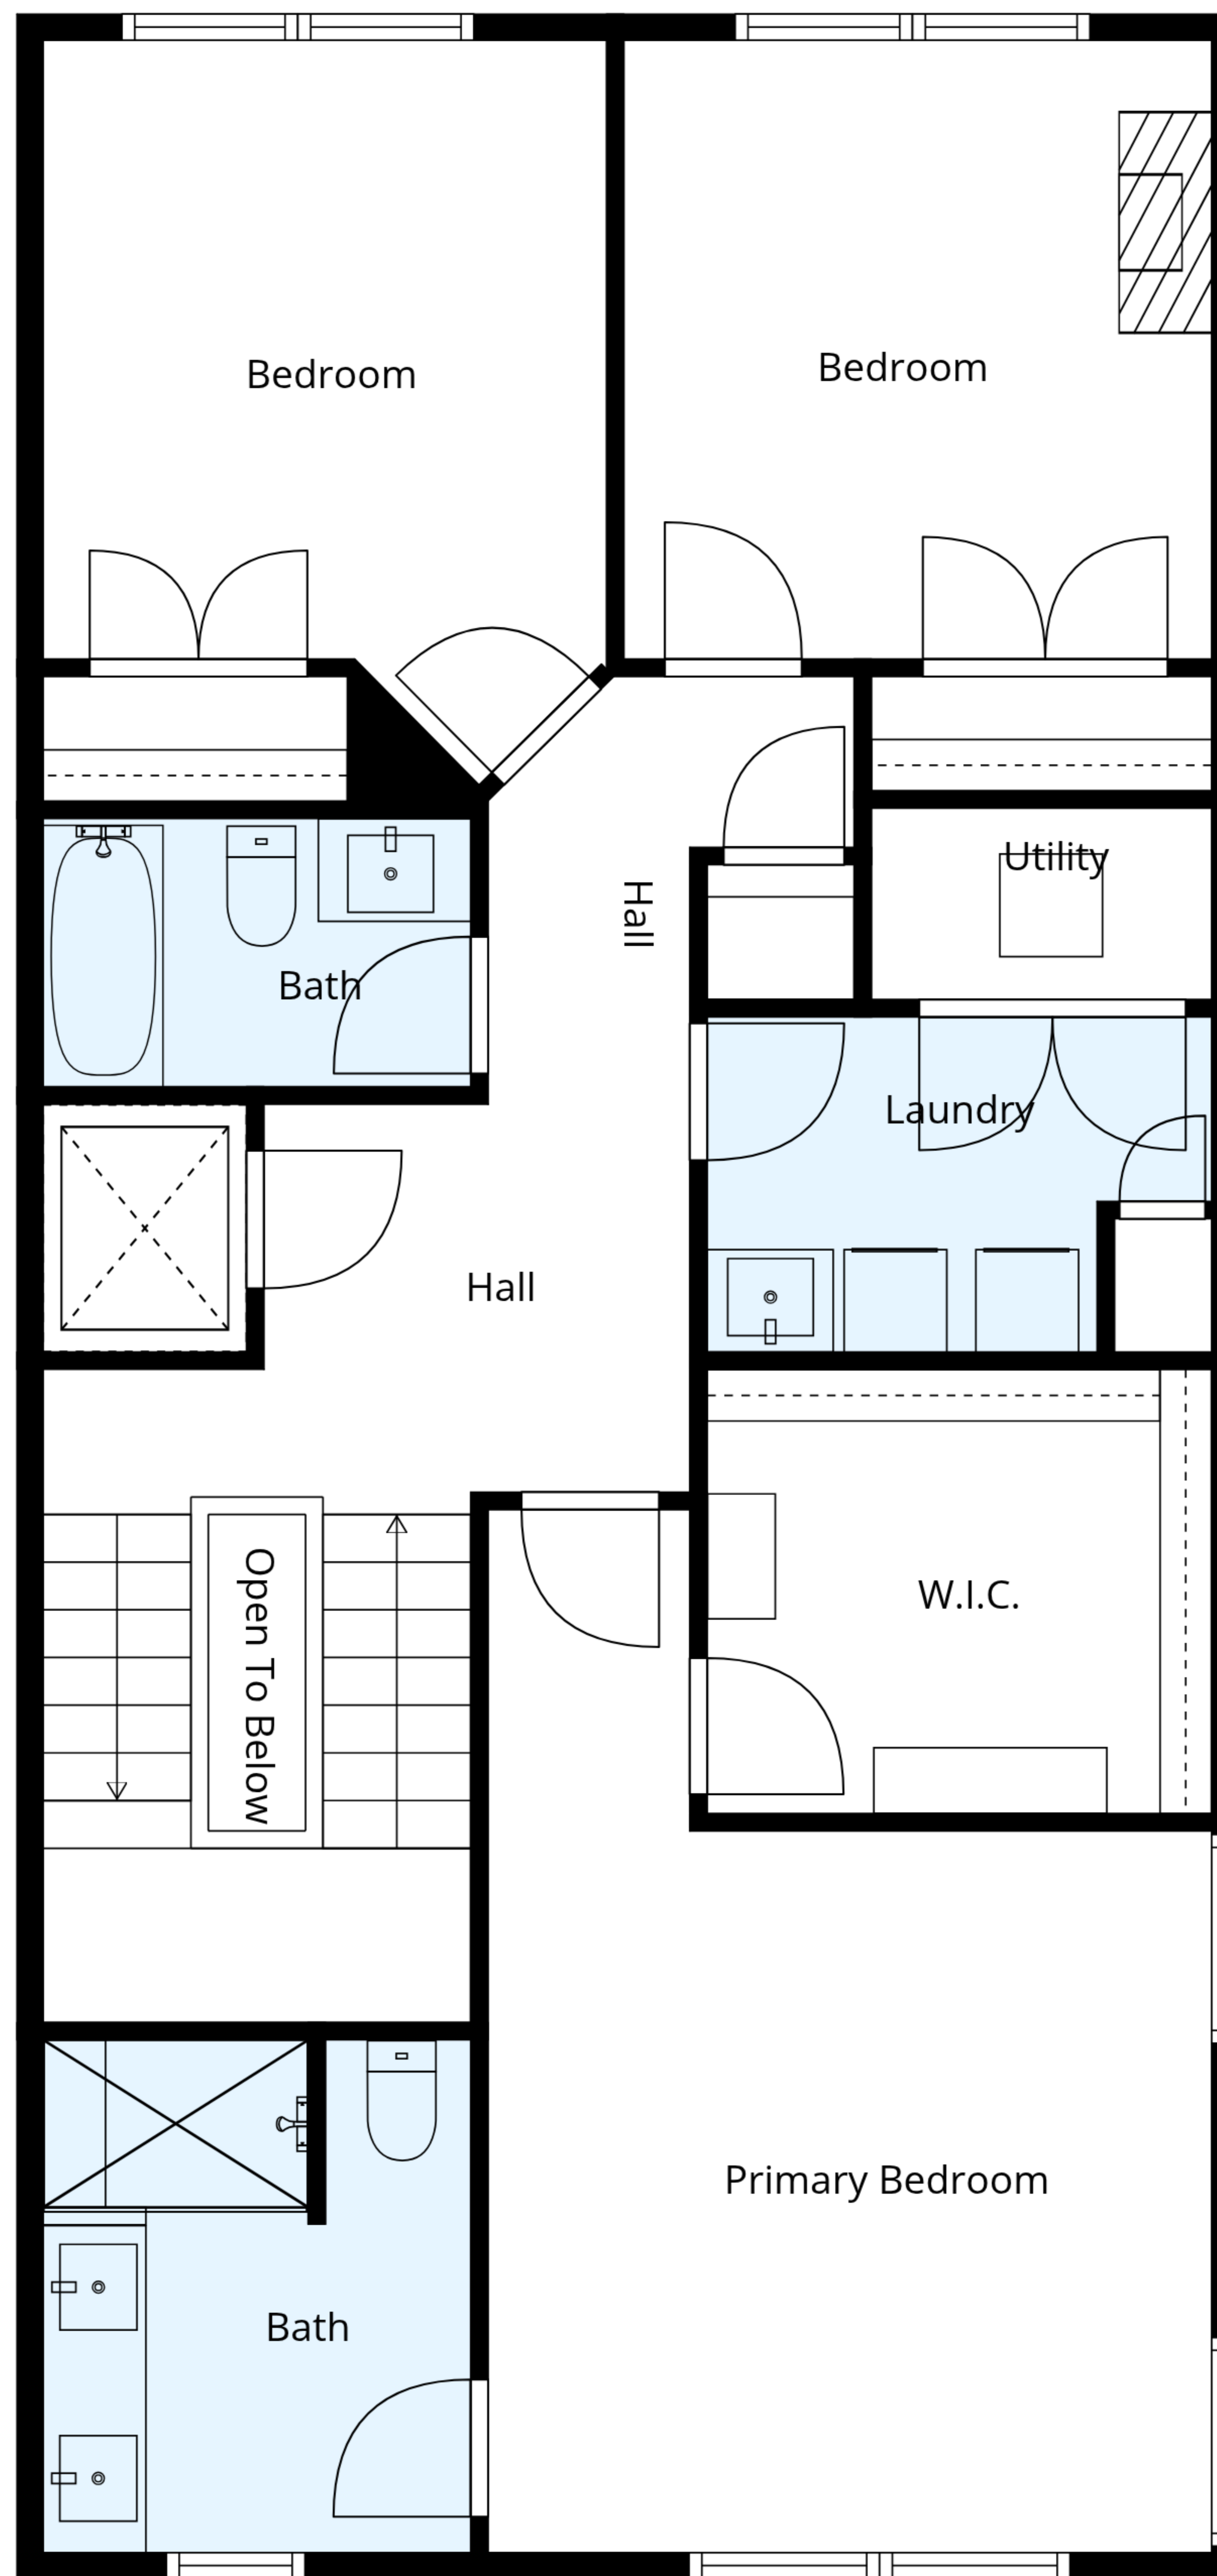 Bedroom
Bedroom
Utility
Hall
Bath
Laundry
Hall
Open To Below
W.I.C.
Primary Bedroom
Bath